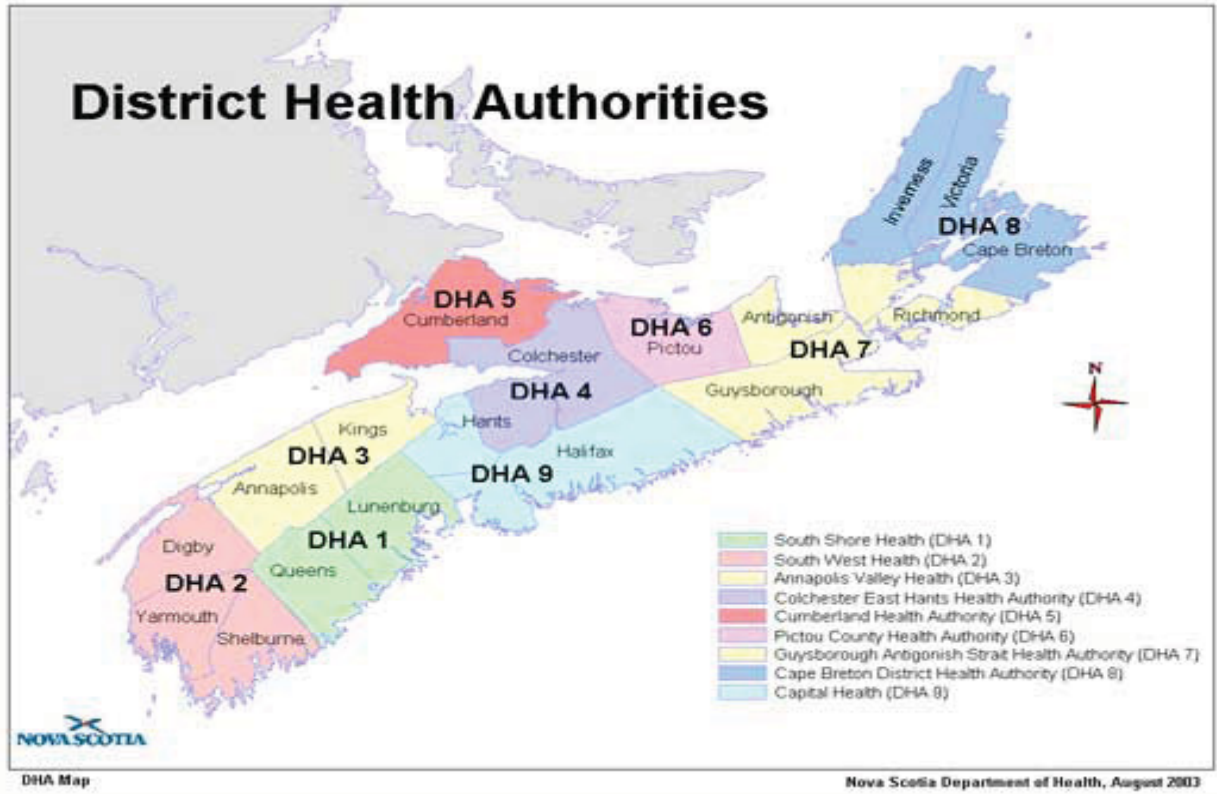 District Health Authorities
Inverness
Victoria
DHA 8
Cape Breton
DHA 5
Cumberland
DHA 6
Pictou
Antigonish
Richmond
DHA 7
Colchester
DHA 4
Guysborough
N
Hants
Kings
Halifax
DHA 3
DHA 9
Annapolis
Lunenburg
DHA 1
Digby
Queens
DHA 2
Yarmouth
Shelburne
South Shore Health (DHA 1)
South West Health (DHA 2)
Annapolis Valley Health (DHA 3)
Colchester East Hants Health Authority (DHA 4)
Cumberland Health Authority (DHA 5)
Pictou County Health Authority (DHA 6)
Guysborough Antigonish Strait Health Authority (DHA 7)
Cape Breton District Health Authority (DHA 8)
Capital Health (DHA 9)
NOVA SCOTIA
DHA Map
Nova Scotia Department of Health, August 2003